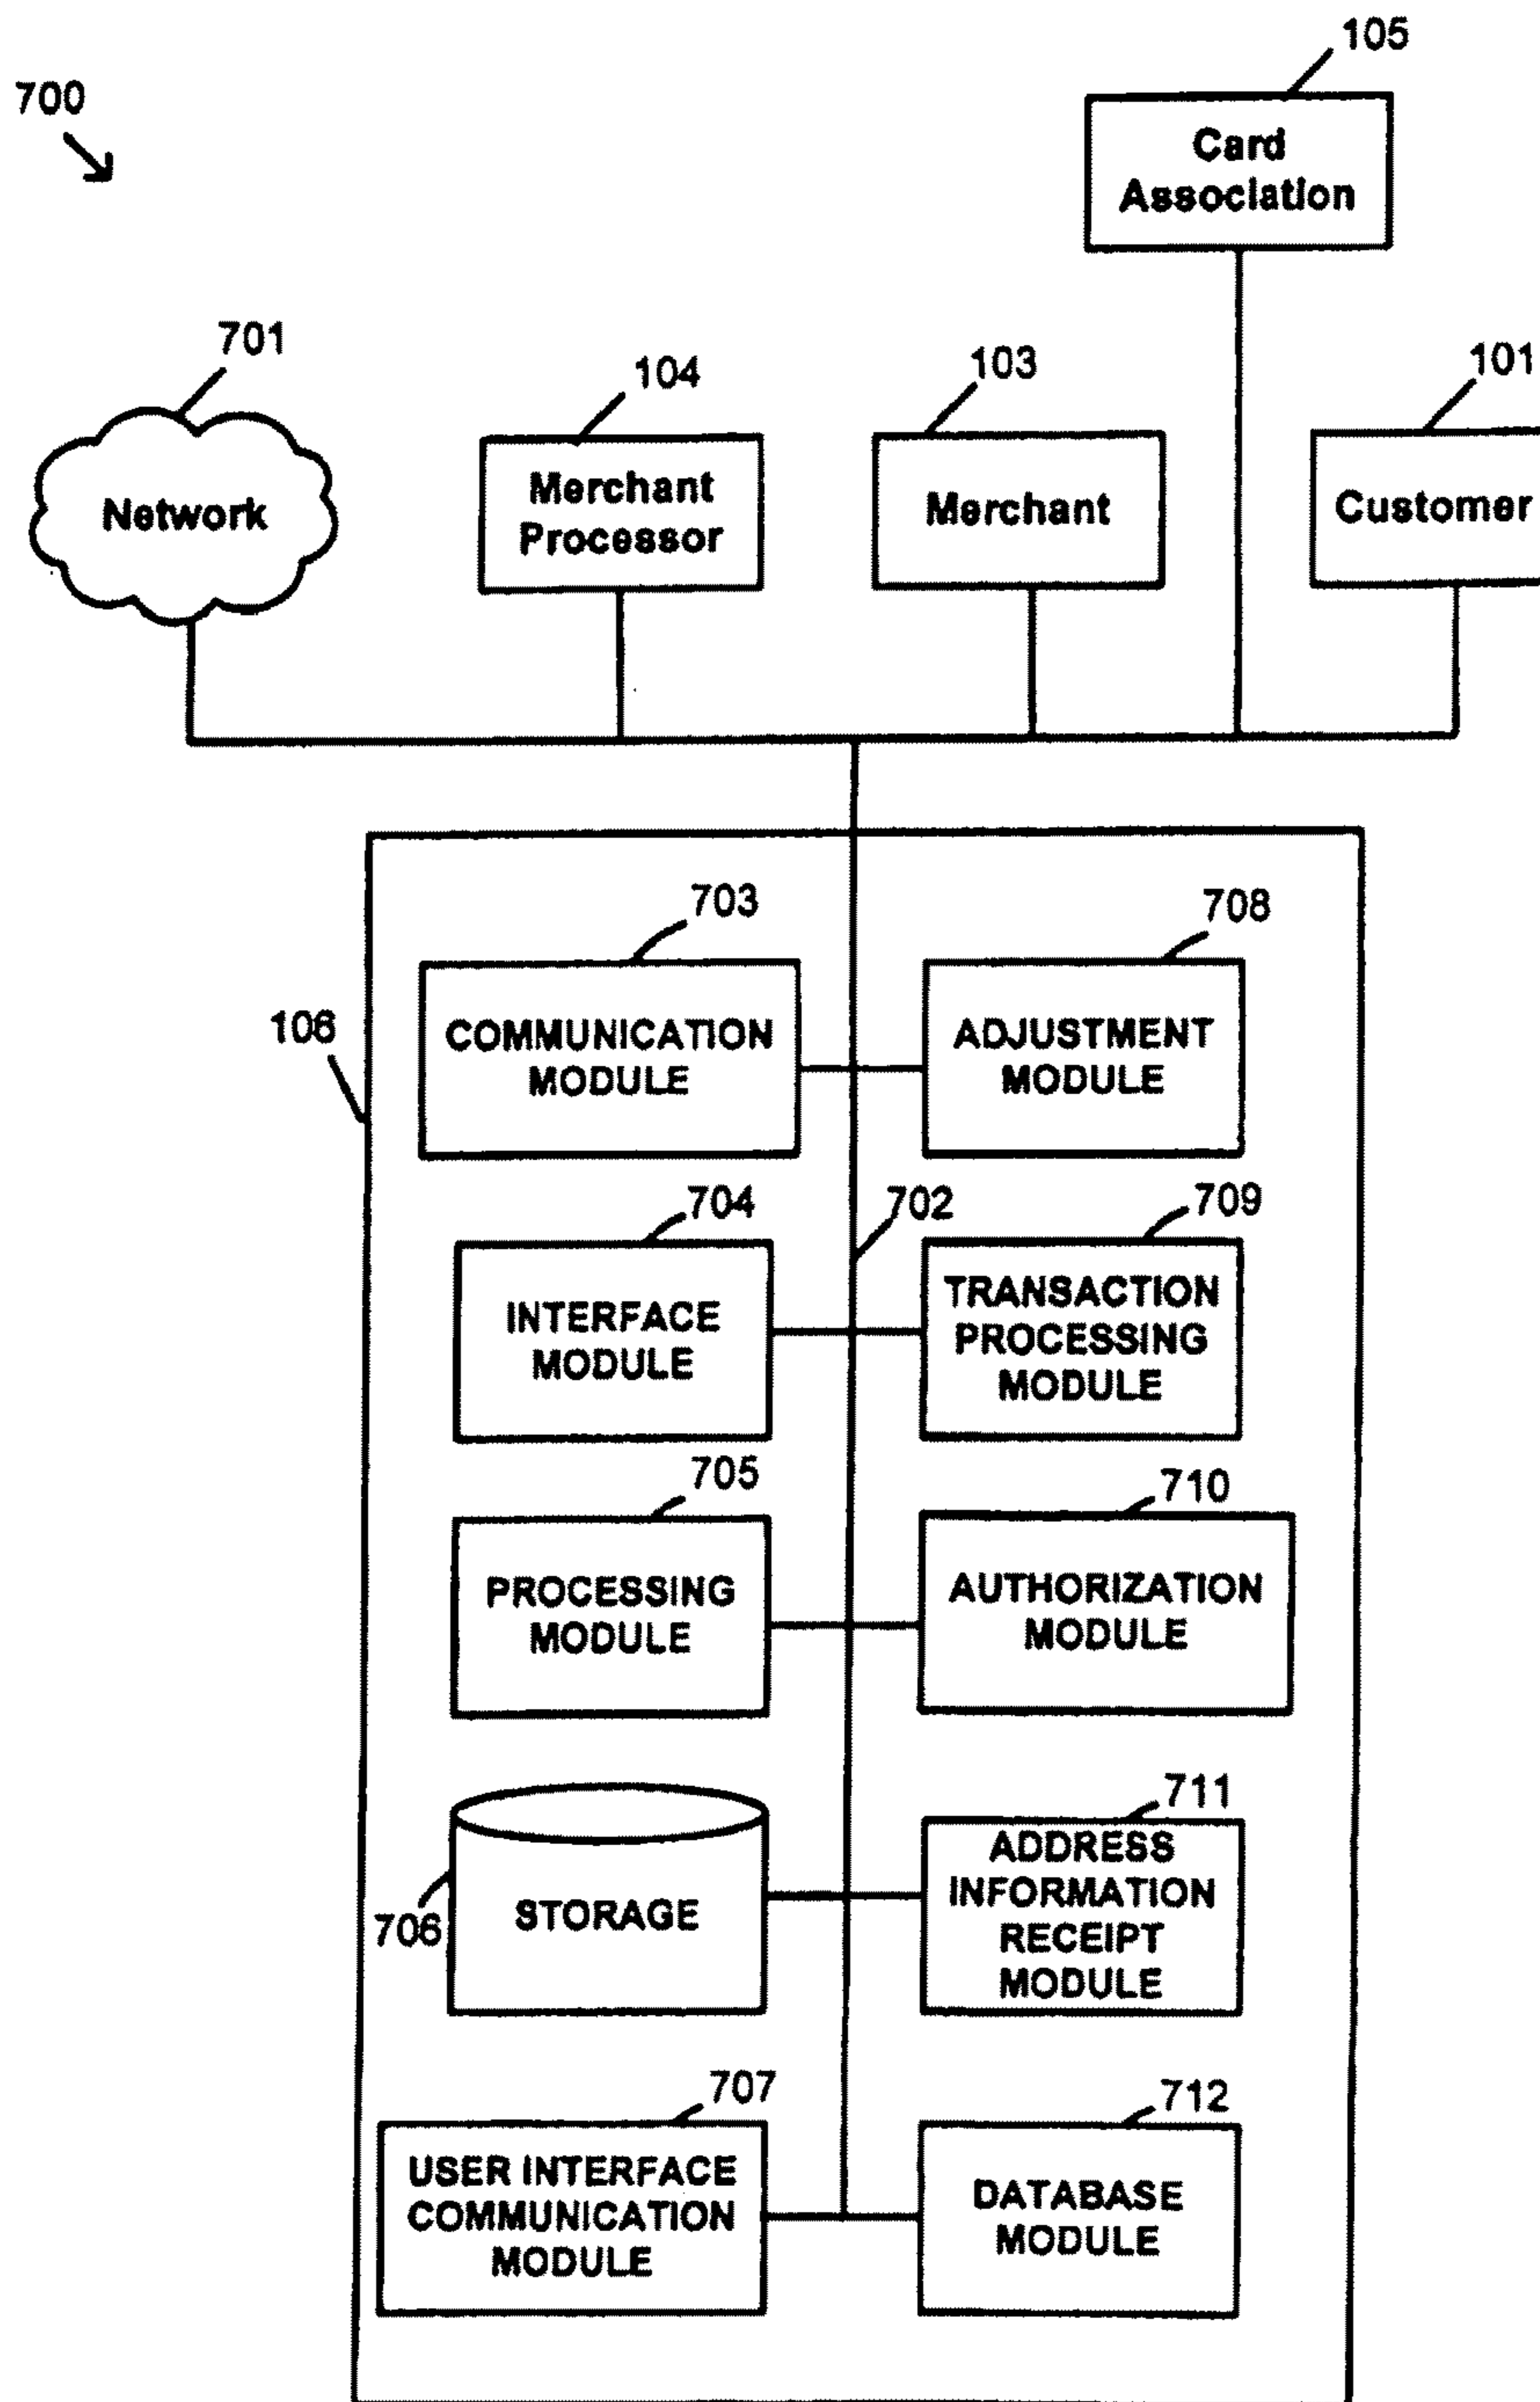 105
700
Card
Association
701
104
103
101
Network
Merchant
Processor
Merchant
Customer
703
708
106
COMMUNICATION
MODULE
ADJUSTMENT
MODULE
704
702
709
INTERFACE
MODULE
TRANSACTION
PROCESSING
MODULE
705
710
PROCESSING
MODULE
AUTHORIZATION
MODULE
711
706
STORAGE
ADDRESS
INFORMATION
RECEIPT
MODULE
707
712
USER INTERFACE
COMMUNICATION
MODULE
DATABASE
MODULE